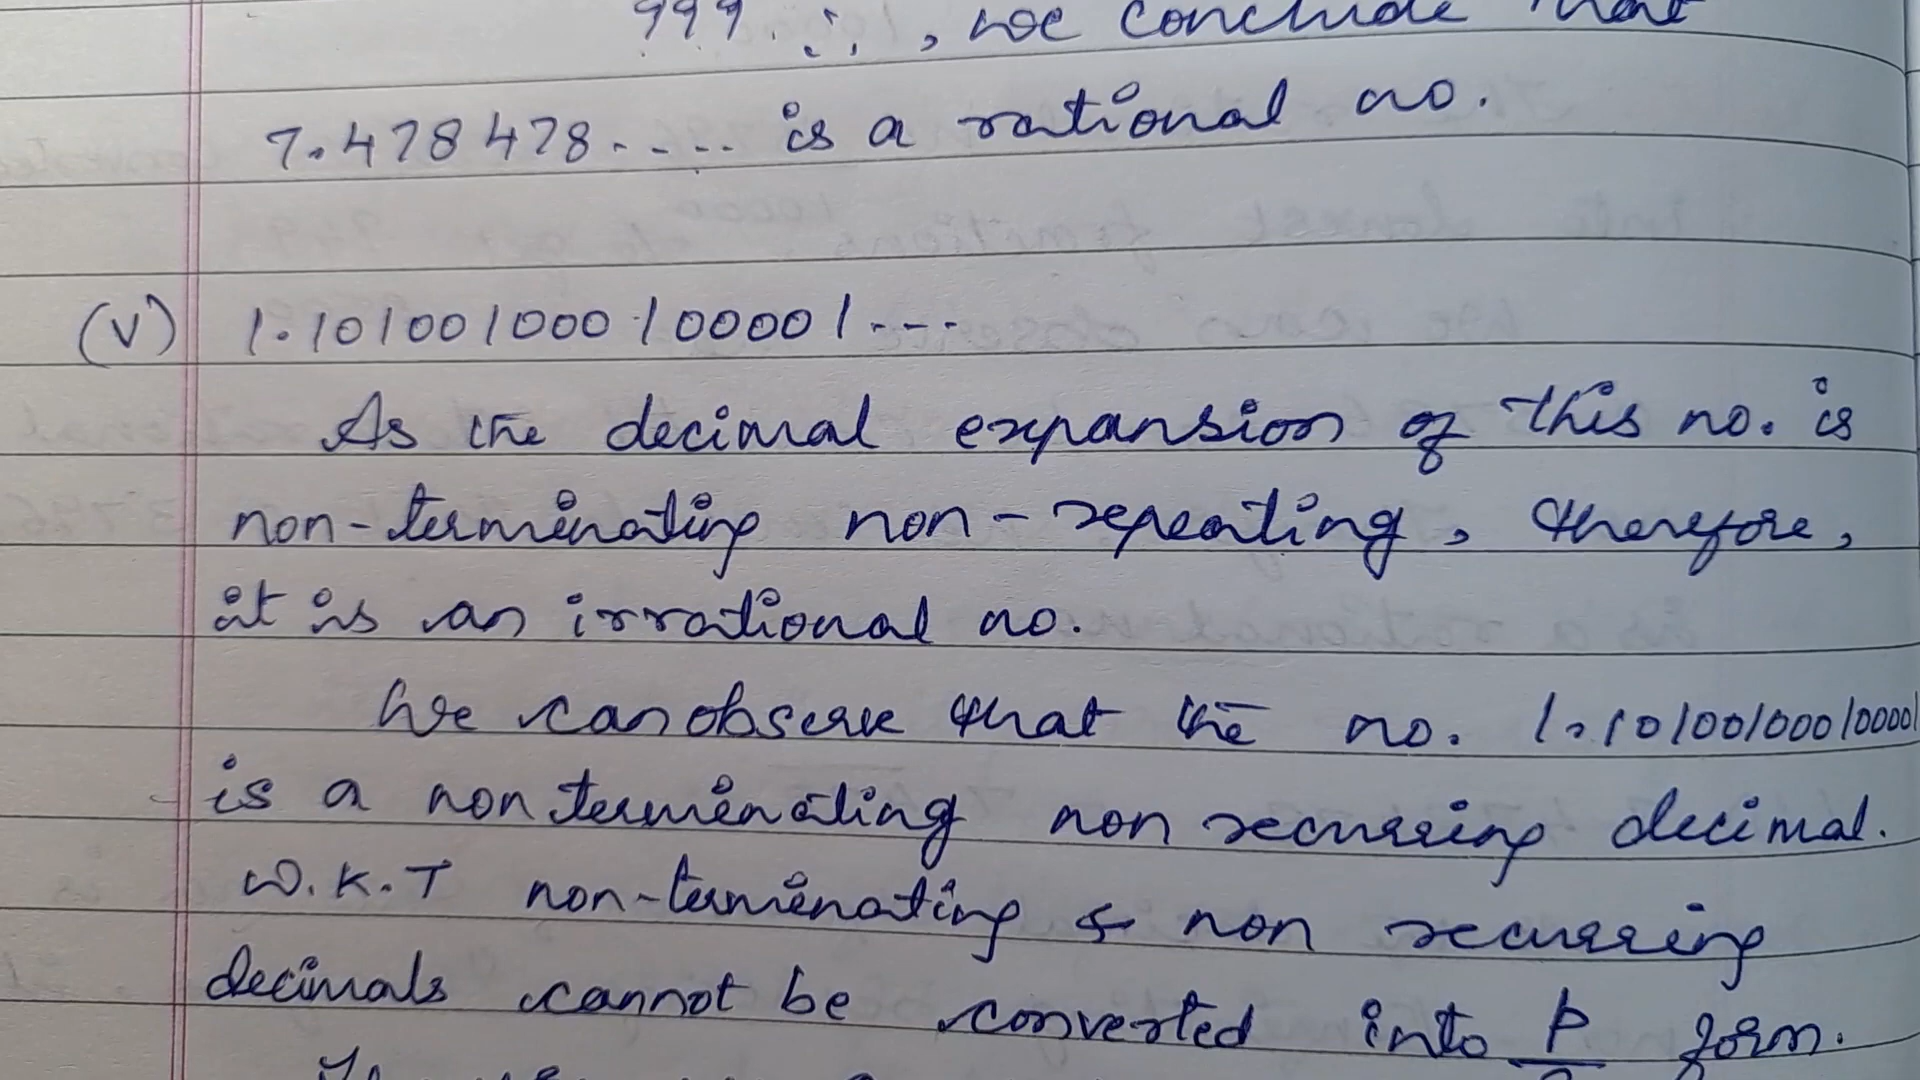 999 . . . , we conclude that
7.478478..... is a rational no.
(v) 1.101001000100001...
As the decimal expansion of this no. is
non-terminating non-repeating, therefore,
it is an irrational no.
We can observe that the no. 1.101001000100001
is a non terminating non recurring decimal.
W.K.T non-terminating & non recurring
decimals cannot be converted into p form.